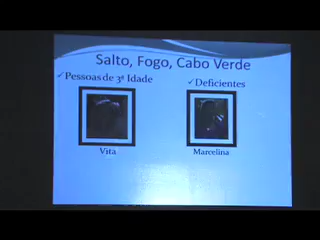 Salto, Fogo, Cabo Verde
✓Pessoas de 3ª Idade
✓Deficientes
Vita
Marcelina